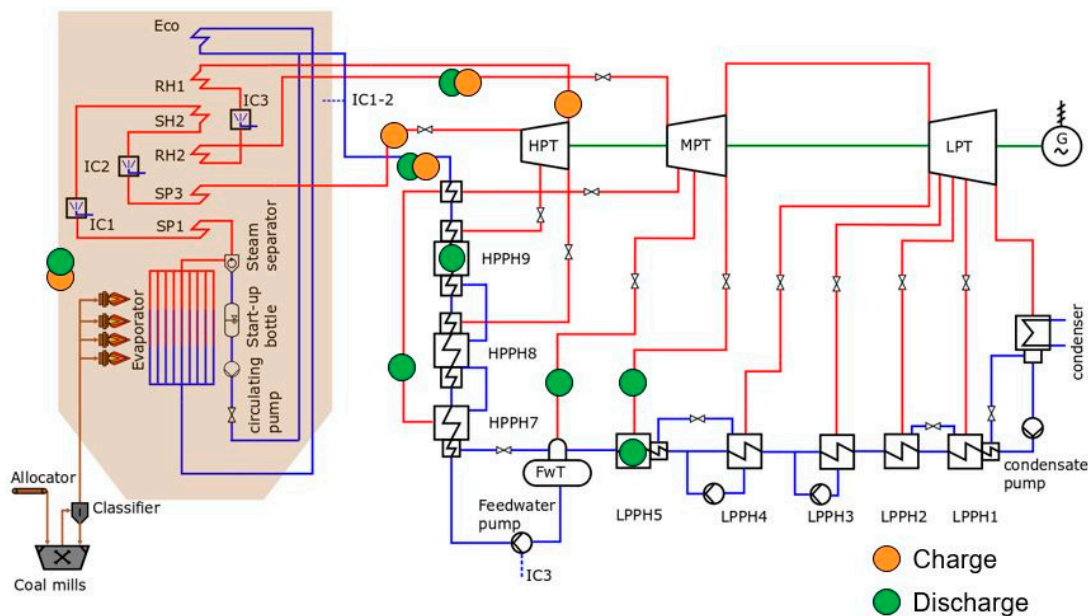 Eco
RH1
IC3
IC1-2
SH2
RH2
IC2
SP3
IC1
SP1
Steam separator
Start-up
bottle
circulating
pump
Evaporator
HPT
MPT
LPT
G
~
HPPH9
HPPH8
HPPH7
condenser
condensate
pump
FwT
Feedwater
pump
IC3
LPPH5
LPPH4
LPPH3
LPPH2
LPPH1
Allocator
Classifier
Coal mills
Charge
Discharge